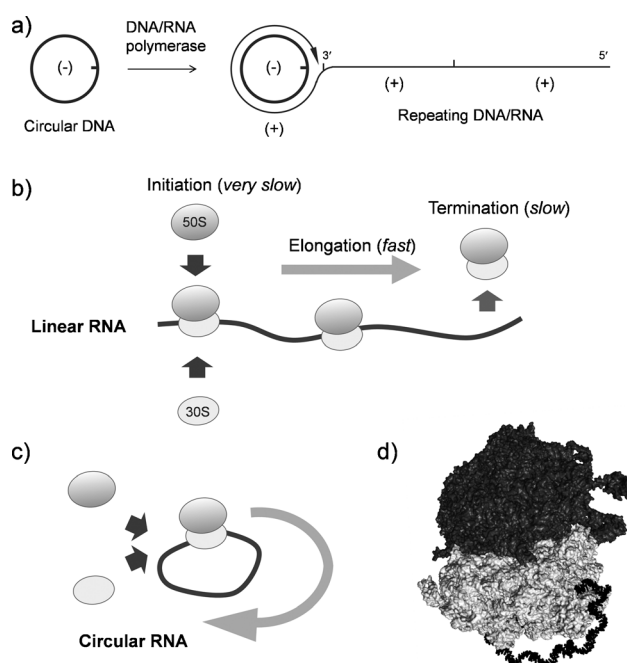 a)
DNA/RNA
polymerase
(-)
(-)
3′
5′
(+)
(+)
(+)
Circular DNA
Repeating DNA/RNA
b)
Initiation (very slow)
Termination (slow)
50S
Elongation (fast)
Linear RNA
30S
c)
d)
Circular RNA